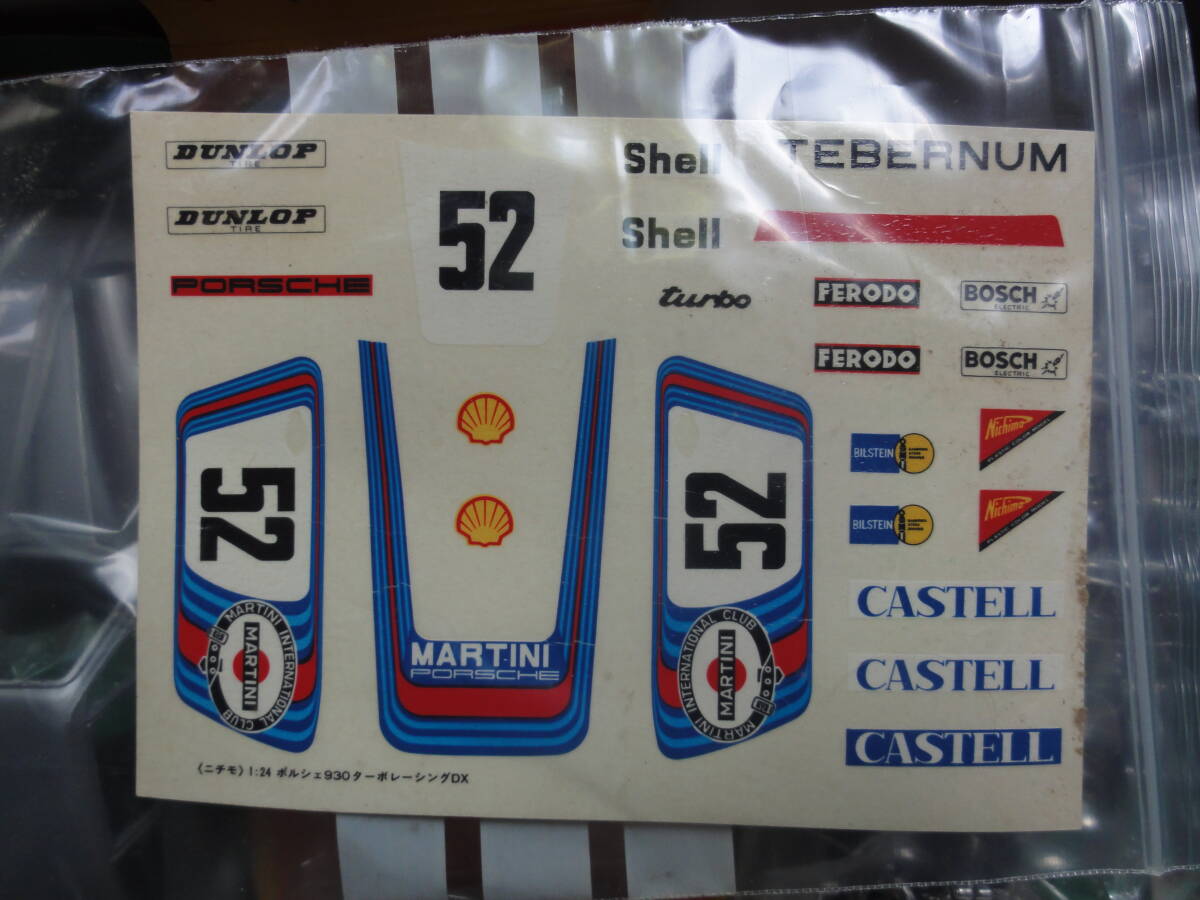 DUNLOP
TIRE
DUNLOP
TIRE
PORSCHE
52
Shell
Shell
turbo
TEBERNUM
FERODO
BOSCH
ELECTRIC
FERODO
BOSCH
ELECTRIC
52
MARTINI INTERNATIONAL CLUB
MARTINI
MARTINI
PORSCHE
52
MARTINI INTERNATIONAL CLUB
MARTINI
BILSTEIN
Nichimo
BILSTEIN
Nichimo
CASTELL
CASTELL
CASTELL
《ニチモ》 1:24 ポルシェ930ターボレーシングDX